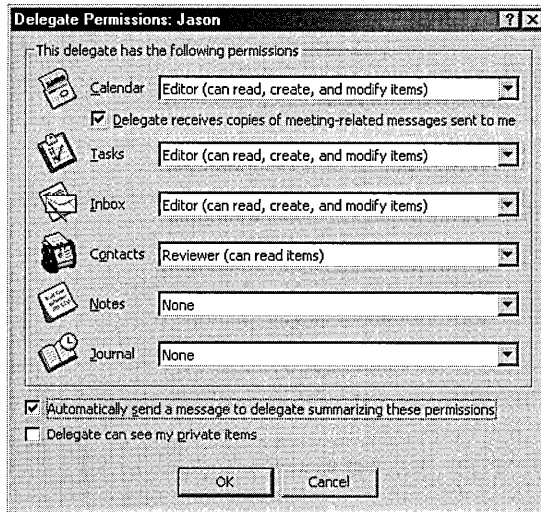 Delegate Permissions: Jason
This delegate has the following permissions
Calendar Editor (can read, create, and modify items)
Delegate receives copies of meeting-related messages sent to me
Tasks Editor (can read, create, and modify items)
Inbox Editor (can read, create, and modify items)
Contacts Reviewer (can read items)
Notes None
Journal None
Automatically send a message to delegate summarizing these permissions
Delegate can see my private items
OK Cancel